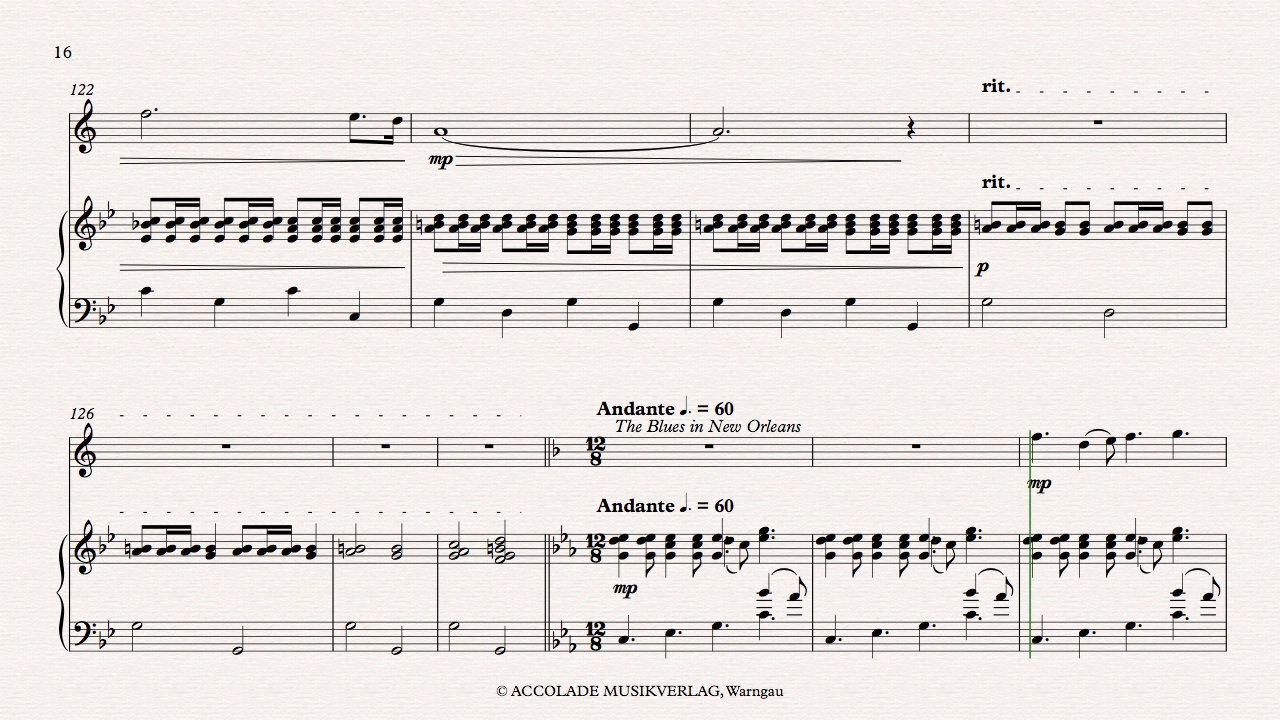 16
122
rit.
mp
rit.
p
126
Andante ♩. = 60
The Blues in New Orleans
12
8
mp
Andante ♩. = 60
12
8
mp
12
8
© ACCOLADE MUSIKVERLAG, Warngau